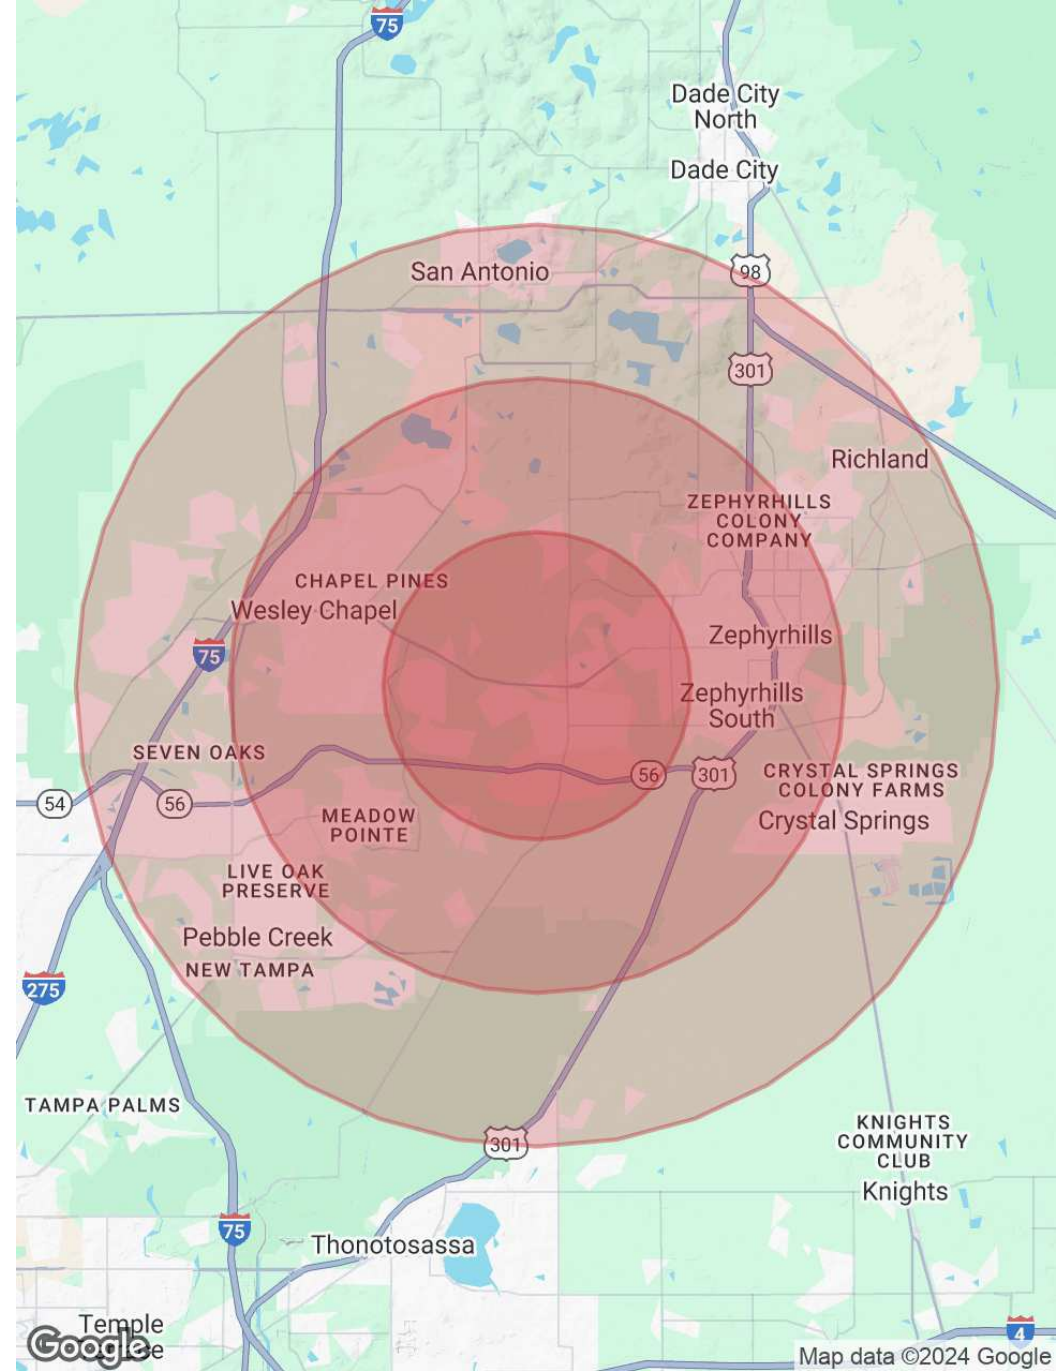 75
Dade City
North
Dade City
San Antonio
98
301
Richland
ZEPHYRHILLS
COLONY
COMPANY
CHAPEL PINES
Wesley Chapel
Zephyrhills
75
Zephyrhills
South
SEVEN OAKS
54
56
56
301
CRYSTAL SPRINGS
COLONY FARMS
MEADOW
POINTE
Crystal Springs
LIVE OAK
PRESERVE
Pebble Creek
NEW TAMPA
275
TAMPA PALMS
301
KNIGHTS
COMMUNITY
CLUB
Knights
75
Thonotosassa
Temple
Google
4
Map data ©2024 Google